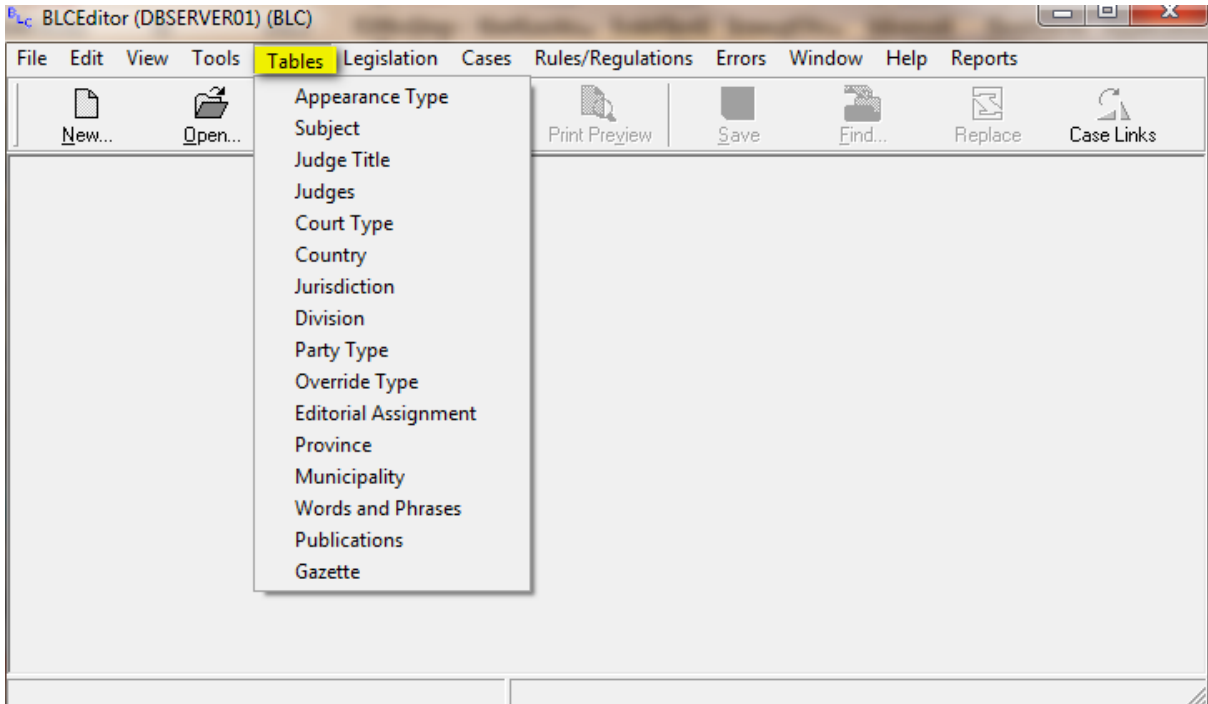 BLC BLCEditor (DBSERVER01) (BLC)
File Edit View Tools Tables Legislation Cases Rules/Regulations Errors Window Help Reports
New... Open... Print Preview Save Find... Replace Case Links
Appearance Type
Subject
Judge Title
Judges
Court Type
Country
Jurisdiction
Division
Party Type
Override Type
Editorial Assignment
Province
Municipality
Words and Phrases
Publications
Gazette